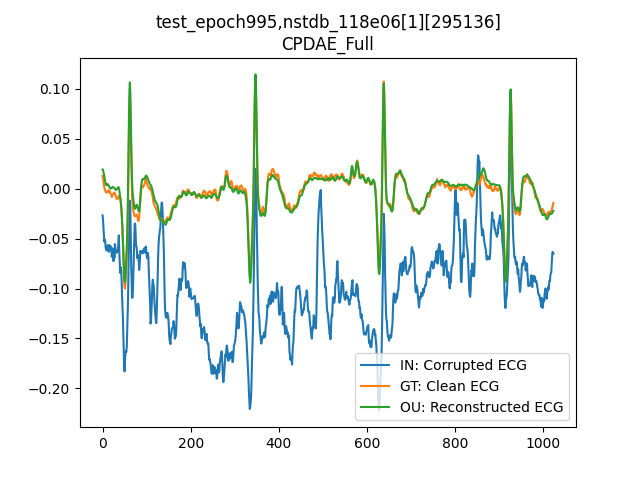 test_epoch995,nstdb_118e06[1][295136]
CPDAE_Full
0.10
0.05
0.00
−0.05
−0.10
−0.15
−0.20
IN: Corrupted ECG
GT: Clean ECG
OU: Reconstructed ECG
0 200 400 600 800 1000